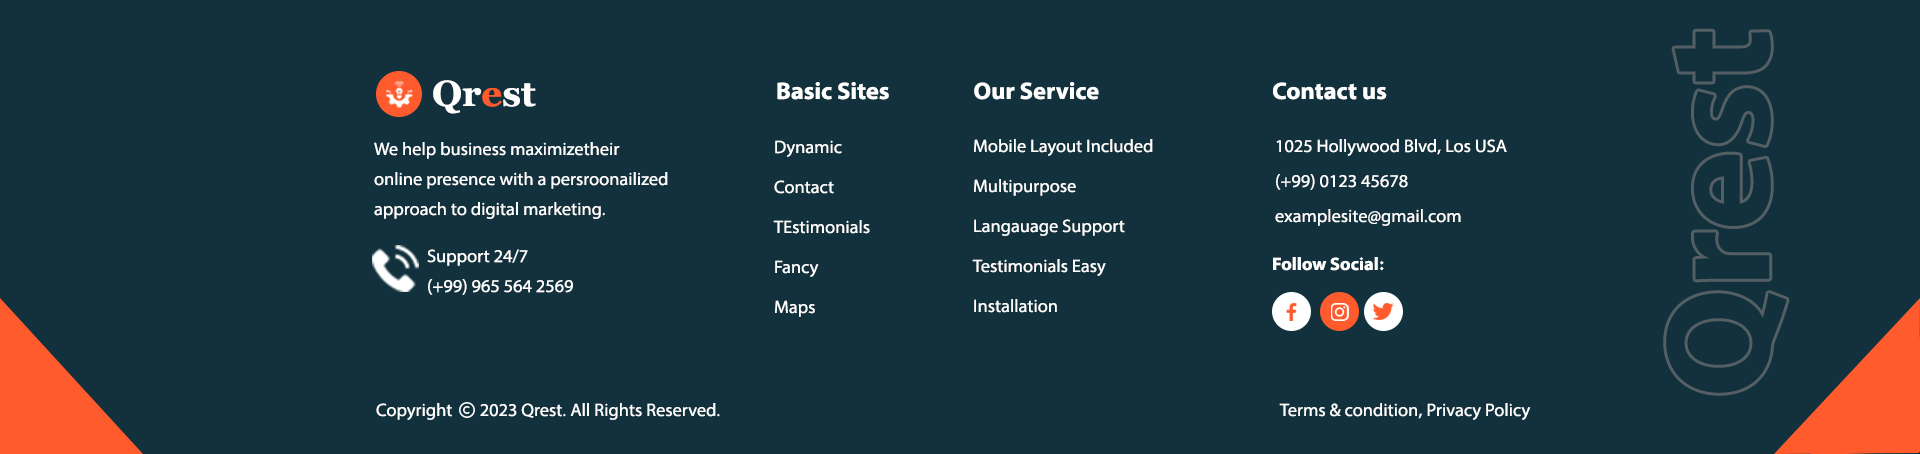 Qrest
We help business maximizetheir
online presence with a persroonailized
approach to digital marketing.
Support 24/7
(+99) 965 564 2569
Basic Sites
Dynamic
Contact
TEstimonials
Fancy
Maps
Our Service
Mobile Layout Included
Multipurpose
Langauage Support
Testimonials Easy
Installation
Contact us
1025 Hollywood Blvd, Los USA
(+99) 0123 45678
examplesite@gmail.com
Follow Social:
Qrest
Copyright © 2023 Qrest. All Rights Reserved.
Terms & condition, Privacy Policy